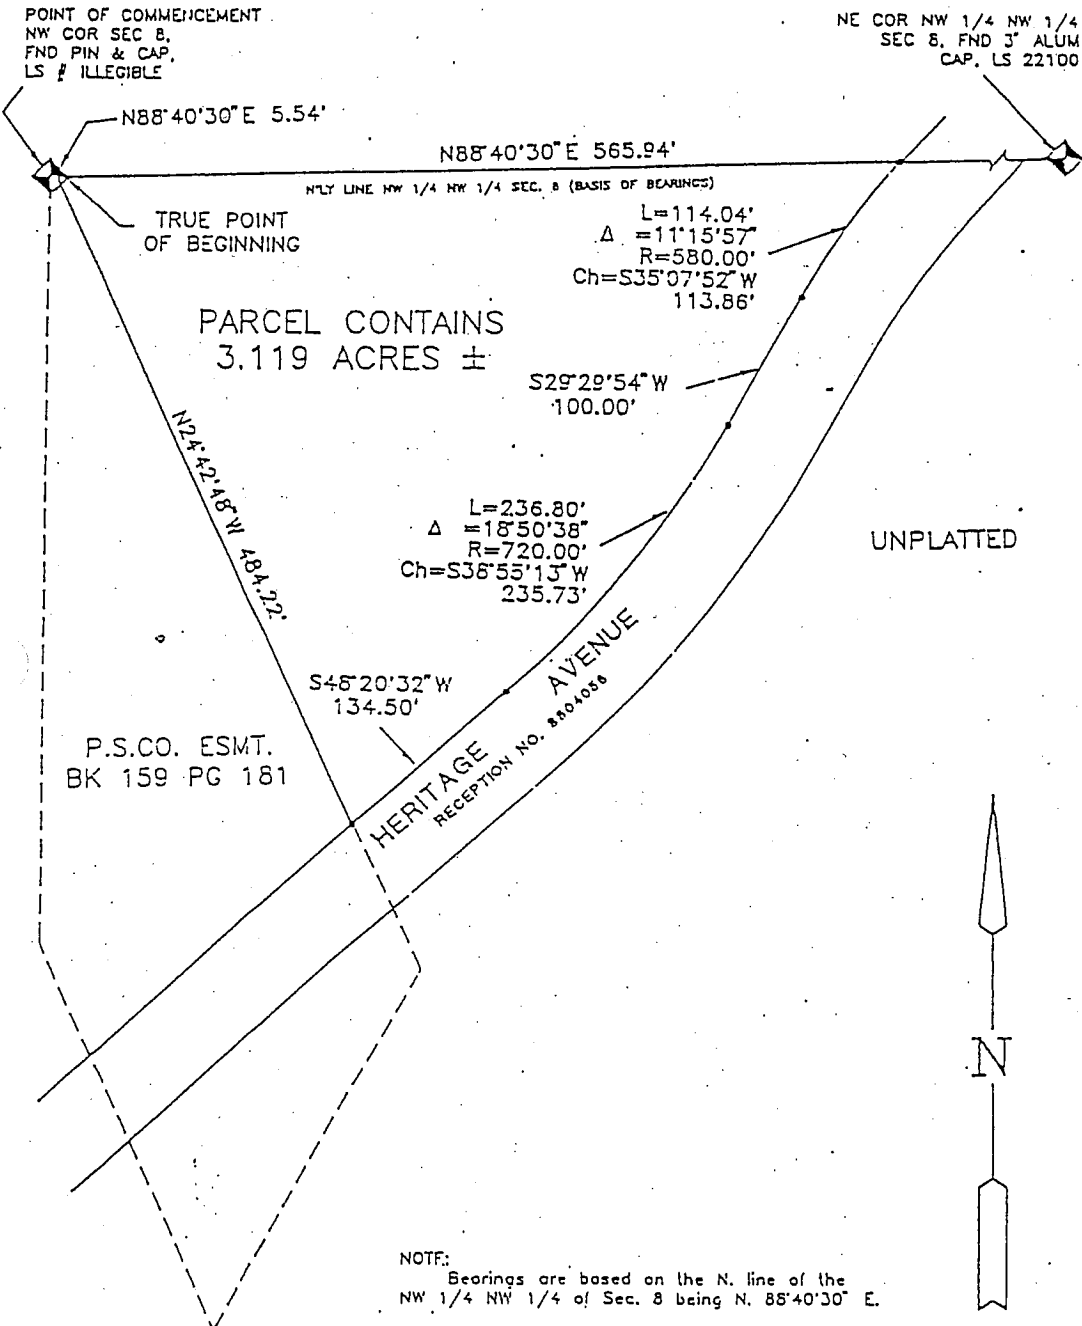 POINT OF COMMENCEMENT
NW COR SEC 8,
FND PIN & CAP,
LS # ILLEGIBLE
NE COR NW 1/4 NW 1/4
SEC 8, FND 3" ALUM
CAP, LS 22100
N88°40'30"E 5.54'
N88°40'30"E 565.94'
N'LY LINE NW 1/4 NW 1/4 SEC. 8 (BASIS OF BEARINGS)
TRUE POINT
OF BEGINNING
L=114.04'
Δ =11°15'57"
R=580.00'
Ch=S35°07'52"W
113.86'
PARCEL CONTAINS
3.119 ACRES ±
S29°29'54"W
100.00'
N24°42'48"W 484.22'
L=236.80'
Δ =18°50'38"
R=720.00'
Ch=S38°55'13"W
235.73'
UNPLATTED
S48°20'32"W
134.50'
P.S.CO. ESMT.
BK 159 PG 181
HERITAGE AVENUE
RECEPTION NO. 8804056
N
NOTE:
Bearings are based on the N. line of the
NW 1/4 NW 1/4 of Sec. 8 being N. 88°40'30" E.